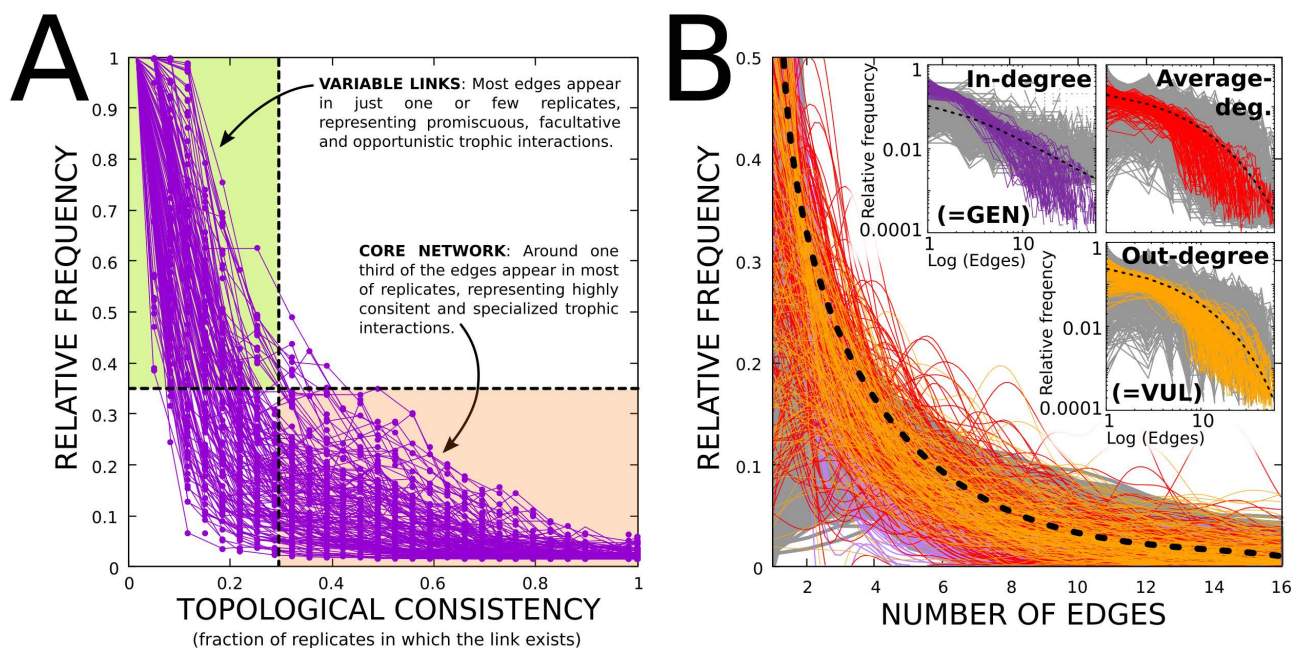 A
VARIABLE LINKS: Most edges appear
in just one or few replicates,
representing promiscuous, facultative
and opportunistic trophic interactions.
CORE NETWORK: Around one
third of the edges appear in most
of replicates, representing highly
consitent and specialized trophic
interactions.
RELATIVE FREQUENCY
1
0.9
0.8
0.7
0.6
0.5
0.4
0.3
0.2
0.1
0
0
0.2
0.4
0.6
0.8
1
TOPOLOGICAL CONSISTENCY
(fraction of replicates in which the link exists)
B
RELATIVE FREQUENCY
0.5
0.4
0.3
0.2
0.1
0
2
4
6
8
10
12
14
16
NUMBER OF EDGES
In-degree
Relative frequency
1
0.01
0.0001
(=GEN)
1
10
Log (Edges)
Average-
deg.
Out-degree
Relative freqency
1
0.01
0.0001
(=VUL)
1
10
Log (Edges)